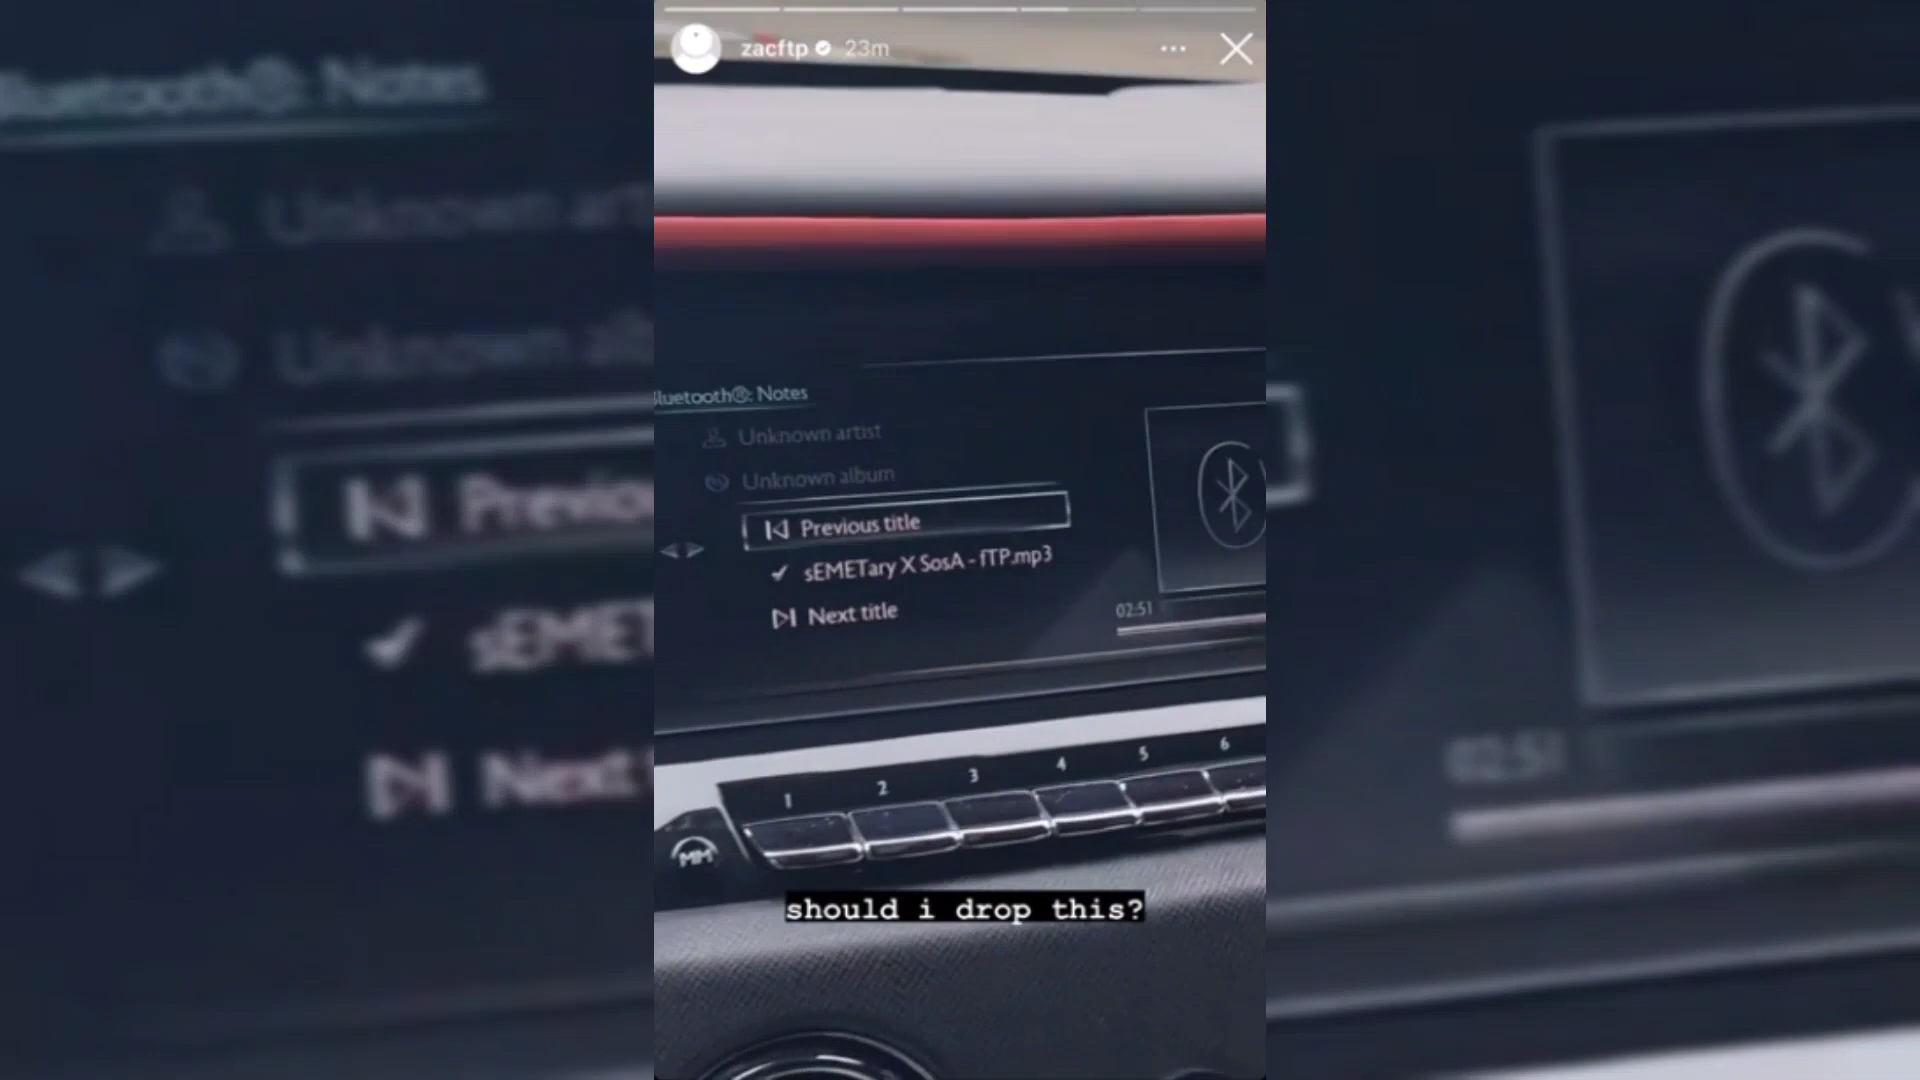 zacftp 23m
Bluetooth®: Notes
Unknown artist
Unknown album
Previous title
sEMETary X SosA - fTP.mp3
Next title
02:51
1 2 3 4 5 6
MM
should i drop this?